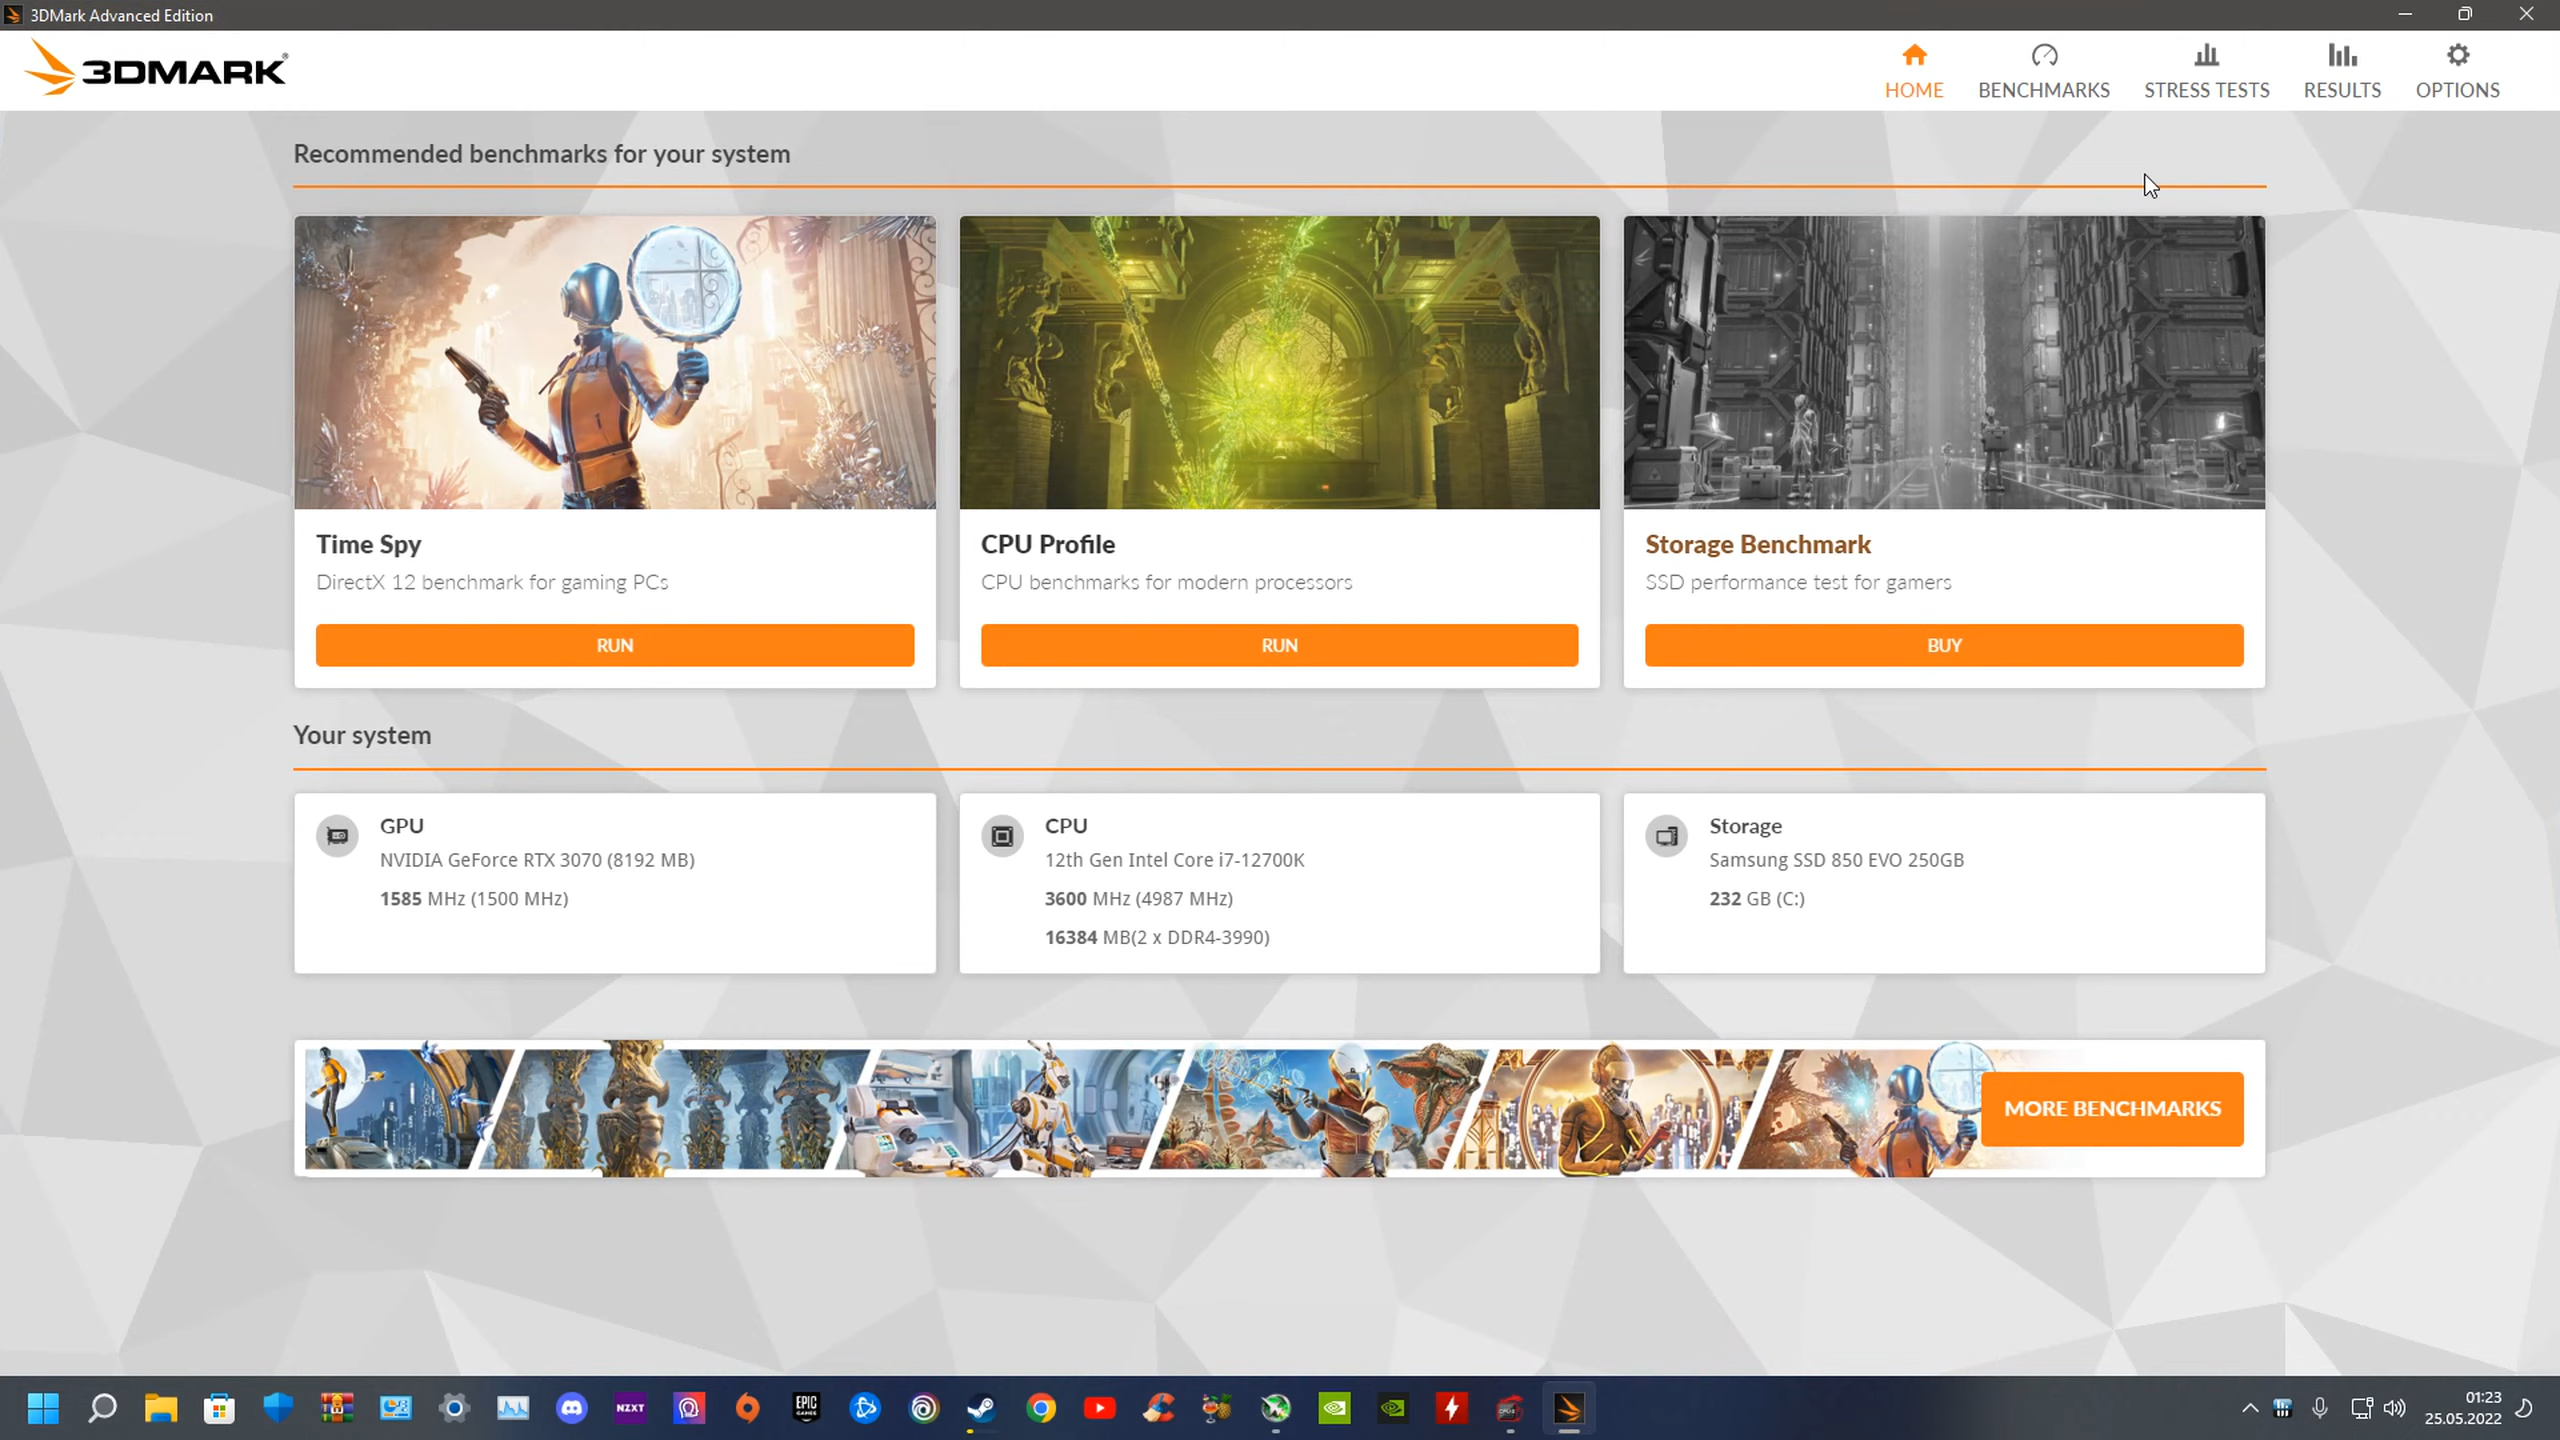 3DMark Advanced Edition
3DMARK®
HOME
BENCHMARKS
STRESS TESTS
RESULTS
OPTIONS
Recommended benchmarks for your system
Time Spy
DirectX 12 benchmark for gaming PCs
RUN
CPU Profile
CPU benchmarks for modern processors
RUN
Storage Benchmark
SSD performance test for gamers
BUY
Your system
GPU
NVIDIA GeForce RTX 3070 (8192 MB)
1585 MHz (1500 MHz)
CPU
12th Gen Intel Core i7-12700K
3600 MHz (4987 MHz)
16384 MB(2 x DDR4-3990)
Storage
Samsung SSD 850 EVO 250GB
232 GB (C:)
MORE BENCHMARKS
NZXT
EPIC
GAMES
01:23
25.05.2022